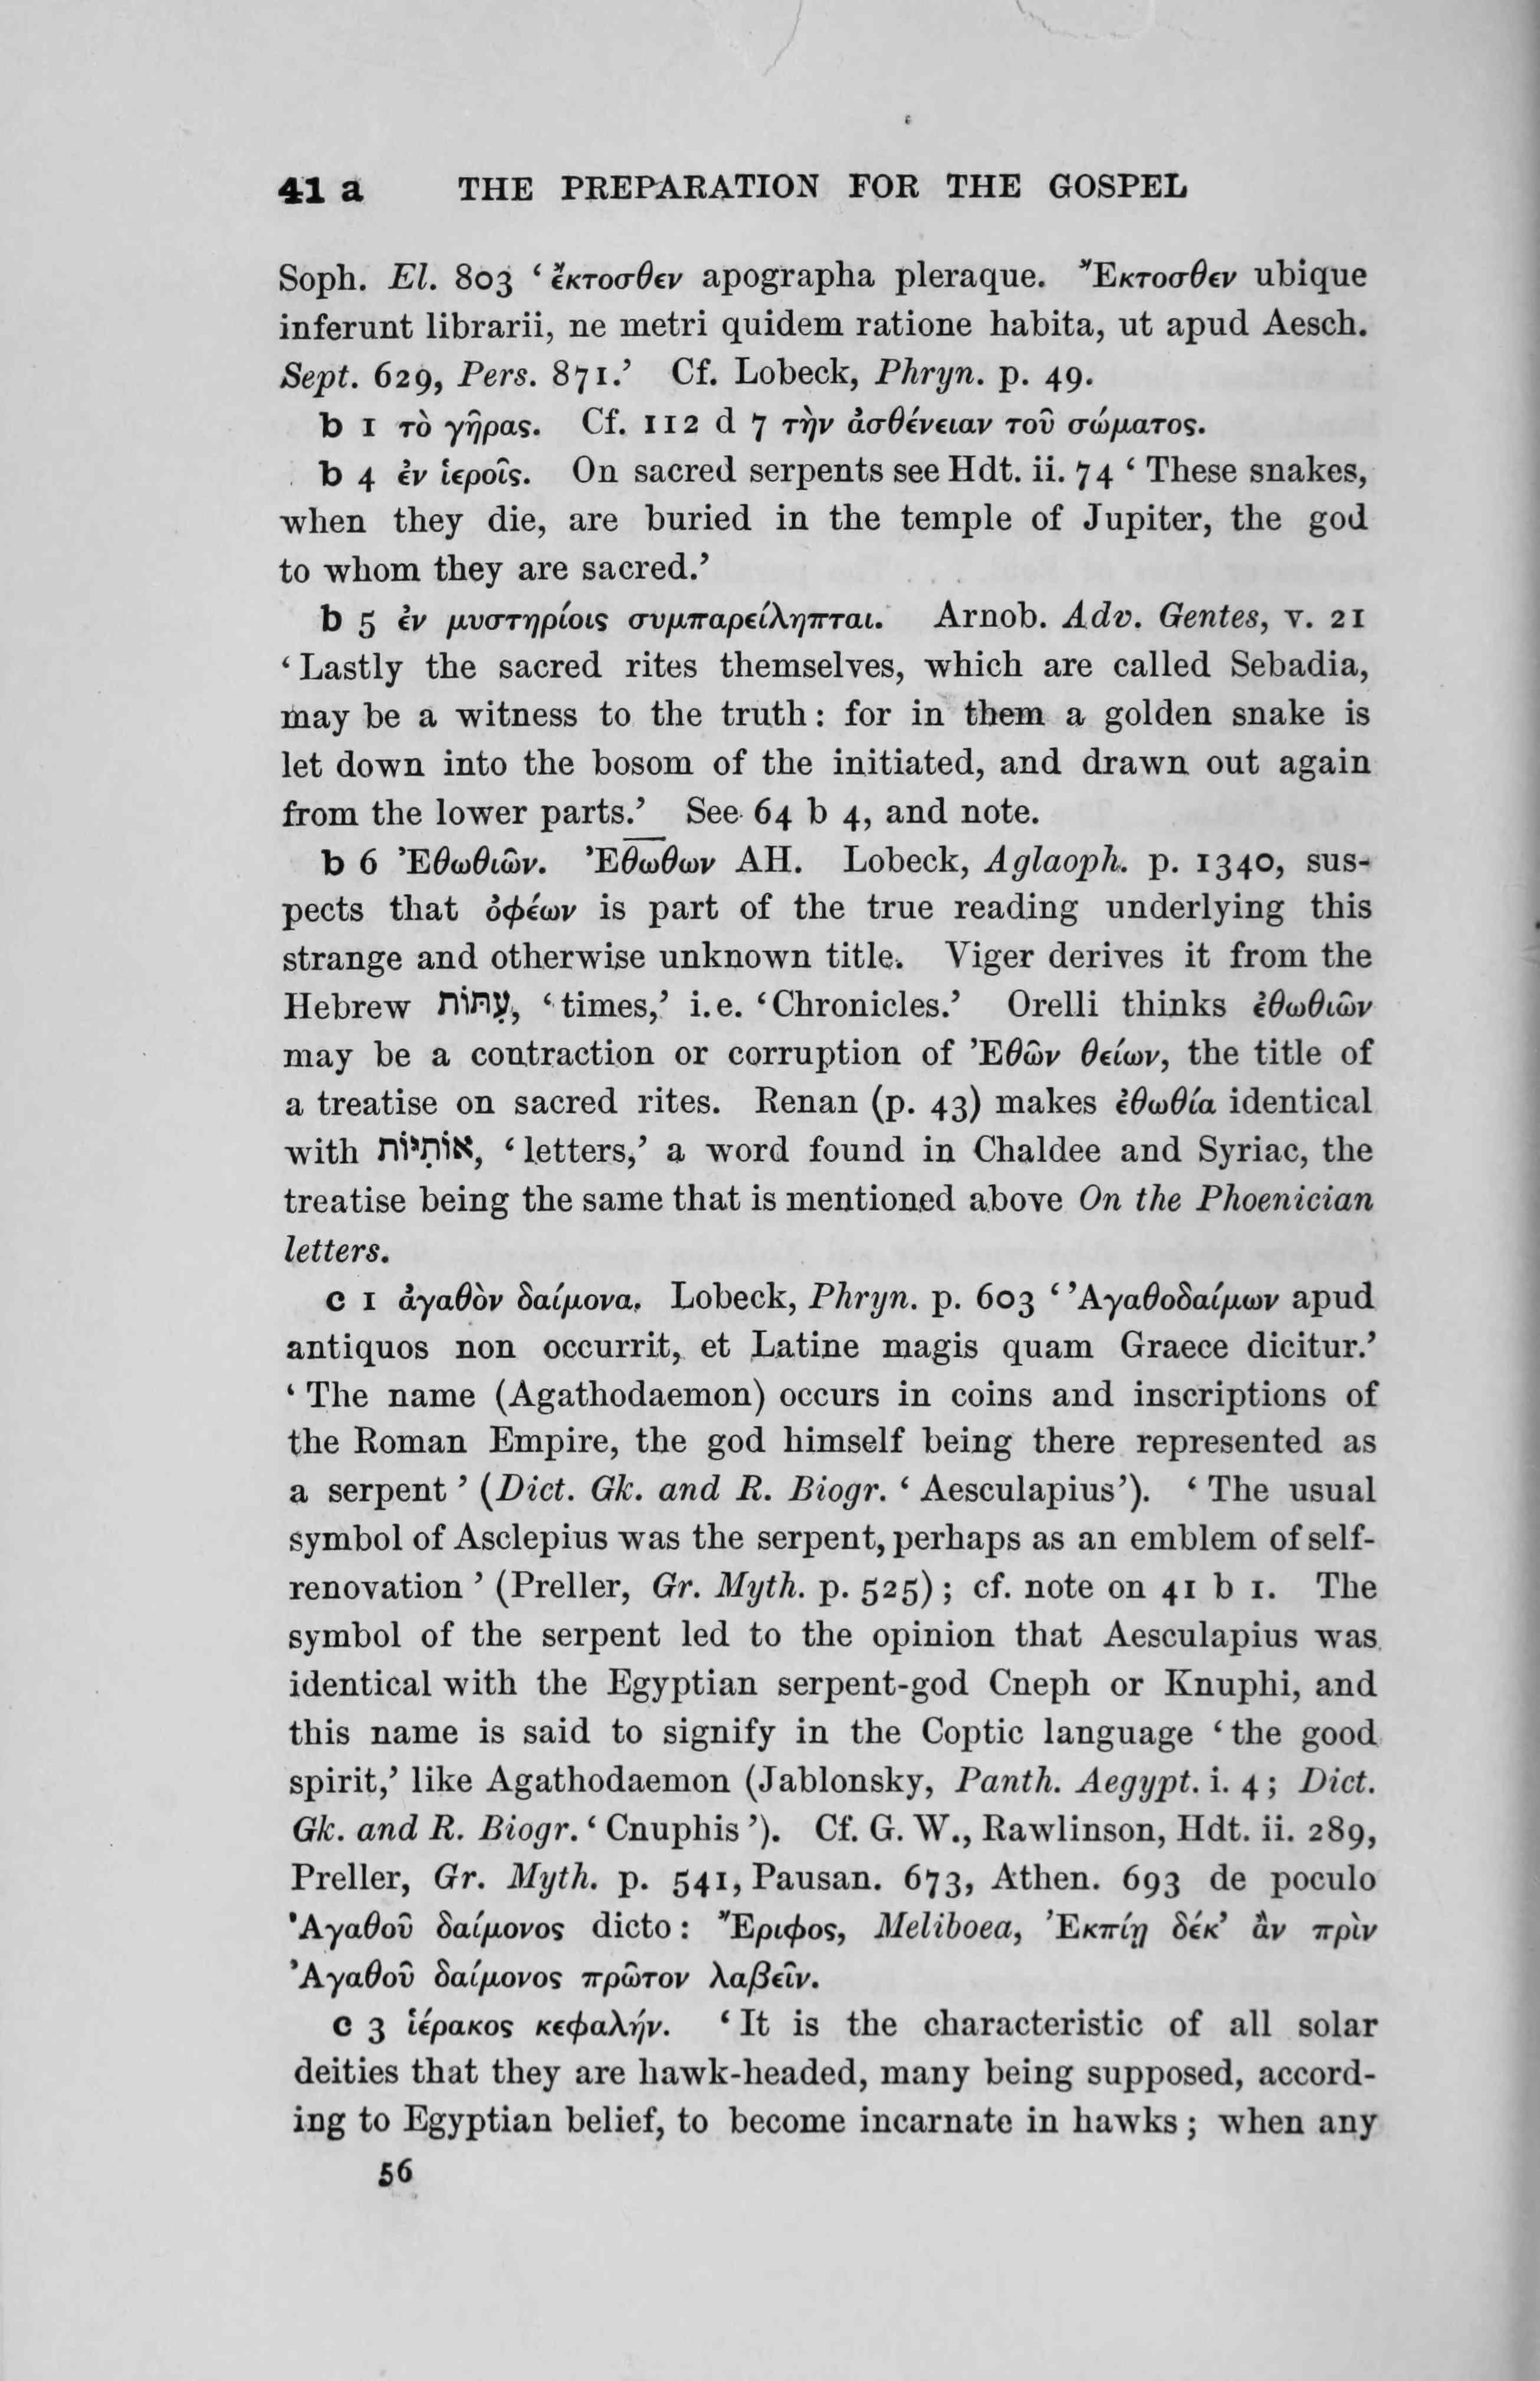 41 a THE PREPARATION FOR THE GOSPEL
Soph. El. 803 ‘ ἔκτοσθεν apographa pleraque. Ἔκτοσθεν ubique
inferunt librarii, ne metri quidem ratione habita, ut apud Aesch.
Sept. 629, Pers. 871.’ Cf. Lobeck, Phryn. p. 49.
b 1 τὸ γῆρας. Cf. 112 d 7 τὴν ἀσθένειαν τοῦ σώματος.
b 4 ἐν ἱεροῖς. On sacred serpents see Hdt. ii. 74 ‘ These snakes,
when they die, are buried in the temple of Jupiter, the god
to whom they are sacred.’
b 5 ἐν μυστηρίοις συμπαρείληπται. Arnob. Adv. Gentes, v. 21
‘ Lastly the sacred rites themselves, which are called Sebadia,
may be a witness to the truth : for in them a golden snake is
let down into the bosom of the initiated, and drawn out again
from the lower parts.’ See 64 b 4, and note.
b 6 Ἐθωθιῶν. Ἐθωθων AH. Lobeck, Aglaoph. p. 1340, sus-
pects that ὀφέων is part of the true reading underlying this
strange and otherwise unknown title. Viger derives it from the
Hebrew עִתּוֹת, ‘ times,’ i. e. ‘ Chronicles.’ Orelli thinks ἐθωθιῶν
may be a contraction or corruption of Ἐθῶν θείων, the title of
a treatise on sacred rites. Renan (p. 43) makes ἐθωθία identical
with אוֹתִיּוֹת, ‘ letters,’ a word found in Chaldee and Syriac, the
treatise being the same that is mentioned above On the Phoenician
letters.
c 1 ἀγαθὸν δαίμονα. Lobeck, Phryn. p. 603 ‘ Ἀγαθοδαίμων apud
antiquos non occurrit, et Latine magis quam Graece dicitur.’
‘ The name (Agathodaemon) occurs in coins and inscriptions of
the Roman Empire, the god himself being there represented as
a serpent ’ (Dict. Gk. and R. Biogr. ‘ Aesculapius’). ‘ The usual
symbol of Asclepius was the serpent, perhaps as an emblem of self-
renovation ’ (Preller, Gr. Myth. p. 525) ; cf. note on 41 b 1. The
symbol of the serpent led to the opinion that Aesculapius was
identical with the Egyptian serpent-god Cneph or Knuphi, and
this name is said to signify in the Coptic language ‘ the good
spirit,’ like Agathodaemon (Jablonsky, Panth. Aegypt. i. 4 ; Dict.
Gk. and R. Biogr. ‘ Cnuphis ’). Cf. G. W., Rawlinson, Hdt. ii. 289,
Preller, Gr. Myth. p. 541, Pausan. 673, Athen. 693 de poculo
Ἀγαθοῦ δαίμονος dicto : Ἔριφος, Meliboea, Ἐκπίῃ δέκ’ ἂν πρὶν
Ἀγαθοῦ δαίμονος πρῶτον λαβεῖν.
c 3 ἱέρακος κεφαλήν. ‘ It is the characteristic of all solar
deities that they are hawk-headed, many being supposed, accord-
ing to Egyptian belief, to become incarnate in hawks ; when any
56